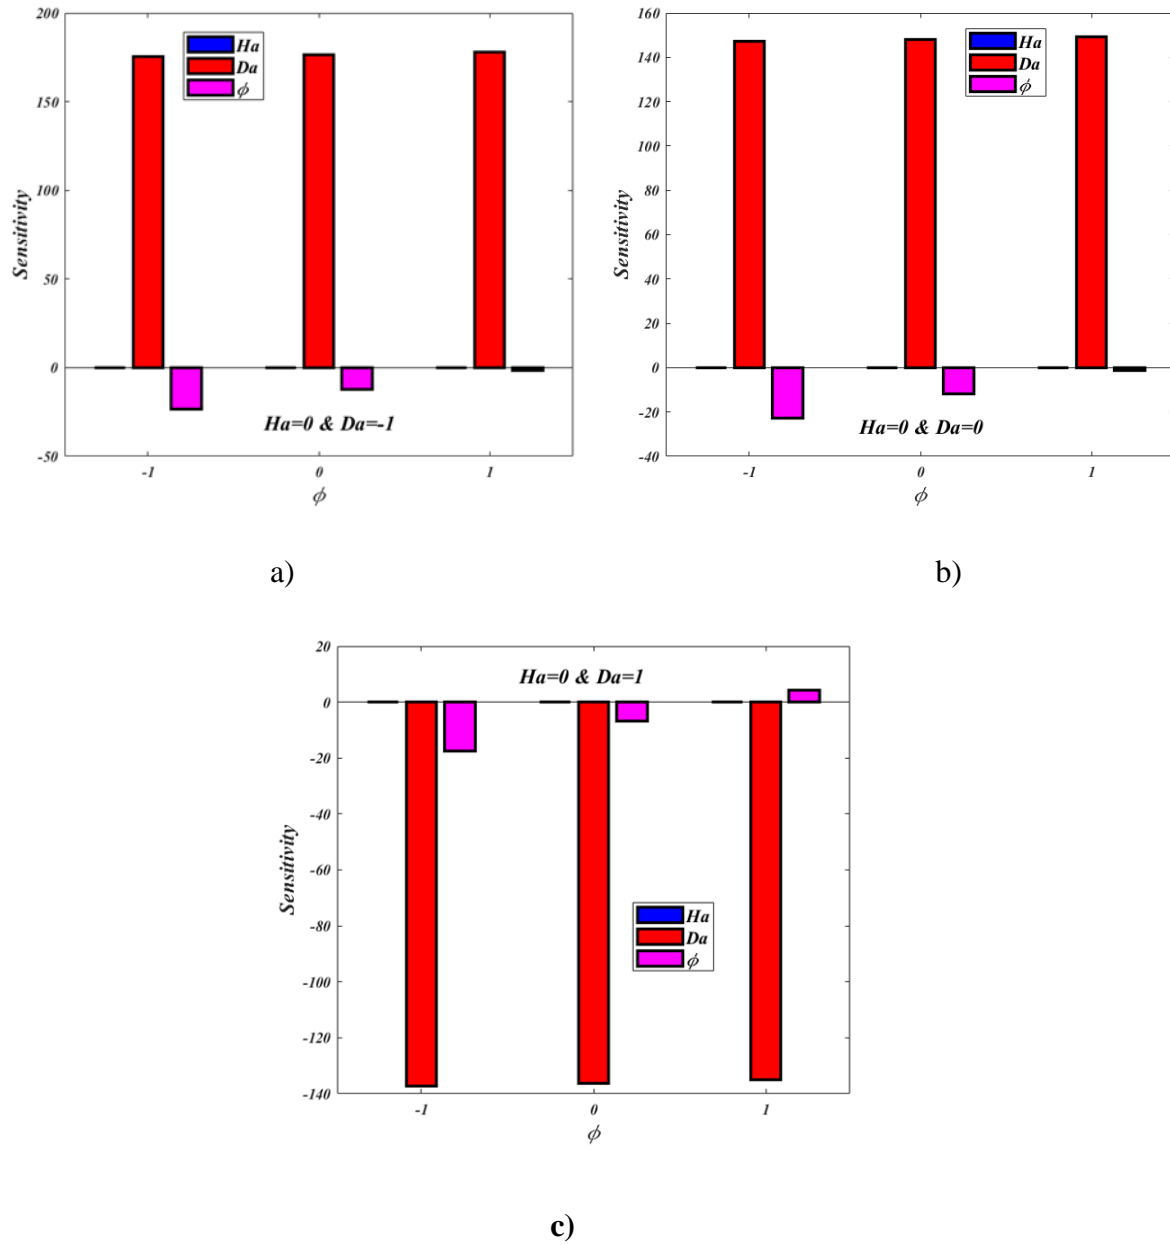 200
150
100
50
0
-50
Sensitivity
Ha
Da
ϕ
Ha=0 & Da=-1
-1 0 1
ϕ
a)
160
140
120
100
80
60
40
20
0
-20
-40
Sensitivity
Ha
Da
ϕ
Ha=0 & Da=0
-1 0 1
ϕ
b)
20
0
-20
-40
-60
-80
-100
-120
-140
Sensitivity
Ha=0 & Da=1
Ha
Da
ϕ
-1 0 1
ϕ
c)